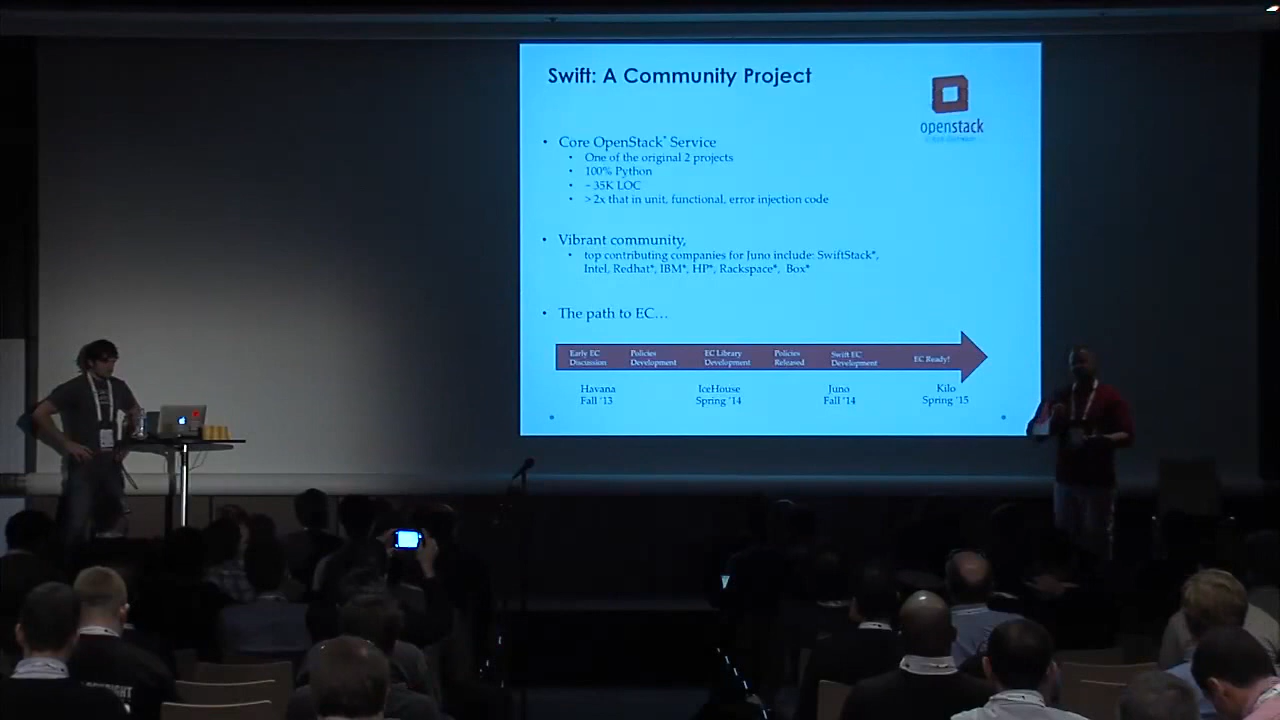 Swift: A Community Project
openstack
• Core OpenStack* Service
• One of the original 2 projects
• 100% Python
• ~ 35K LOC
• > 2x that in unit, functional, error injection code
• Vibrant community,
• top contributing companies for Juno include: SwiftStack*,
Intel, Redhat*, IBM*, HP*, Rackspace*, Box*
• The path to EC…
Early EC Discussion
Policies Development
EC Library Development
Policies Released
Swift EC Development
EC Ready!
Havana
Fall '13
IceHouse
Spring '14
Juno
Fall '14
Kilo
Spring '15